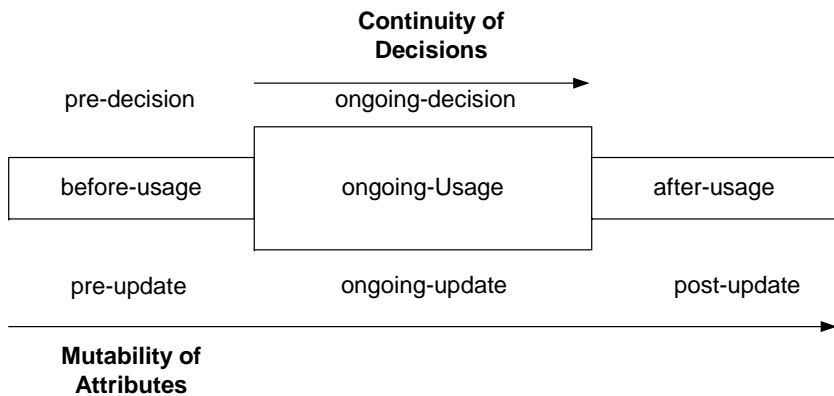 Continuity of
Decisions
pre-decision
ongoing-decision
before-usage
ongoing-Usage
after-usage
pre-update
ongoing-update
post-update
Mutability of
Attributes